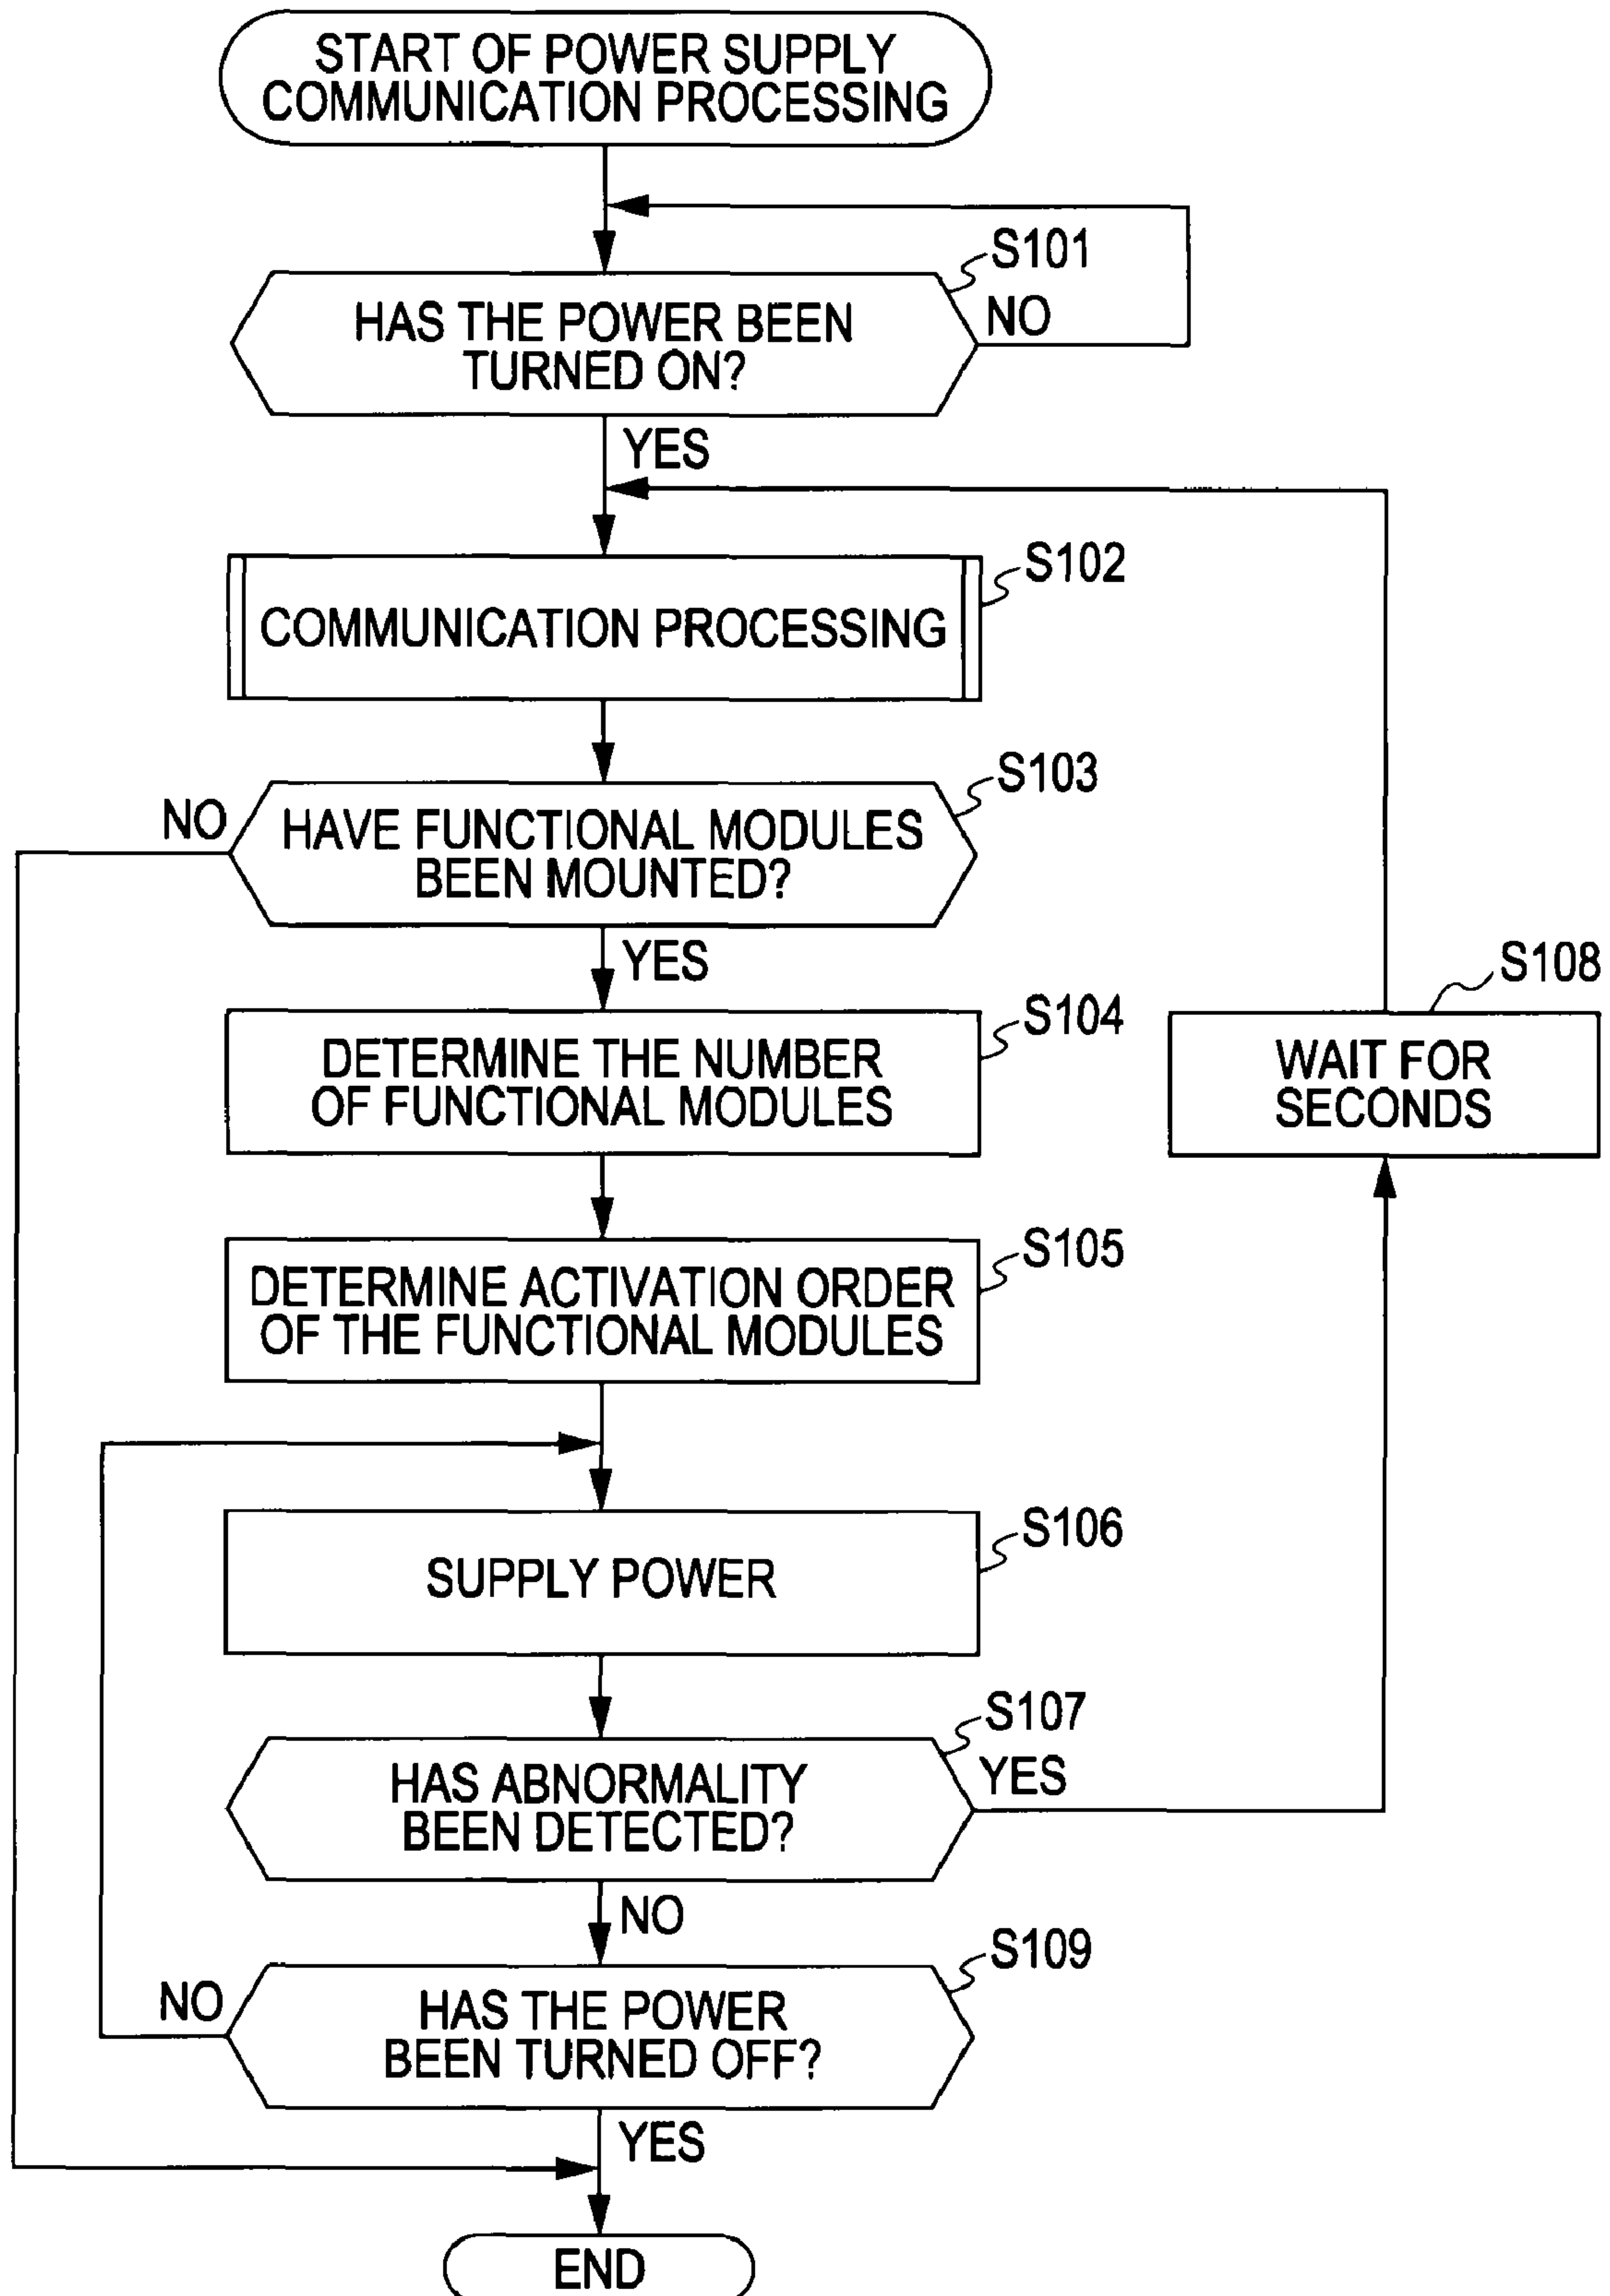 START OF POWER SUPPLY
COMMUNICATION PROCESSING
S101
HAS THE POWER BEEN
TURNED ON?
NO
YES
S102
COMMUNICATION PROCESSING
S103
NO
HAVE FUNCTIONAL MODULES
BEEN MOUNTED?
YES
S104
DETERMINE THE NUMBER
OF FUNCTIONAL MODULES
S108
WAIT FOR
SECONDS
S105
DETERMINE ACTIVATION ORDER
OF THE FUNCTIONAL MODULES
S106
SUPPLY POWER
S107
HAS ABNORMALITY
BEEN DETECTED?
YES
NO
S109
NO
HAS THE POWER
BEEN TURNED OFF?
YES
END